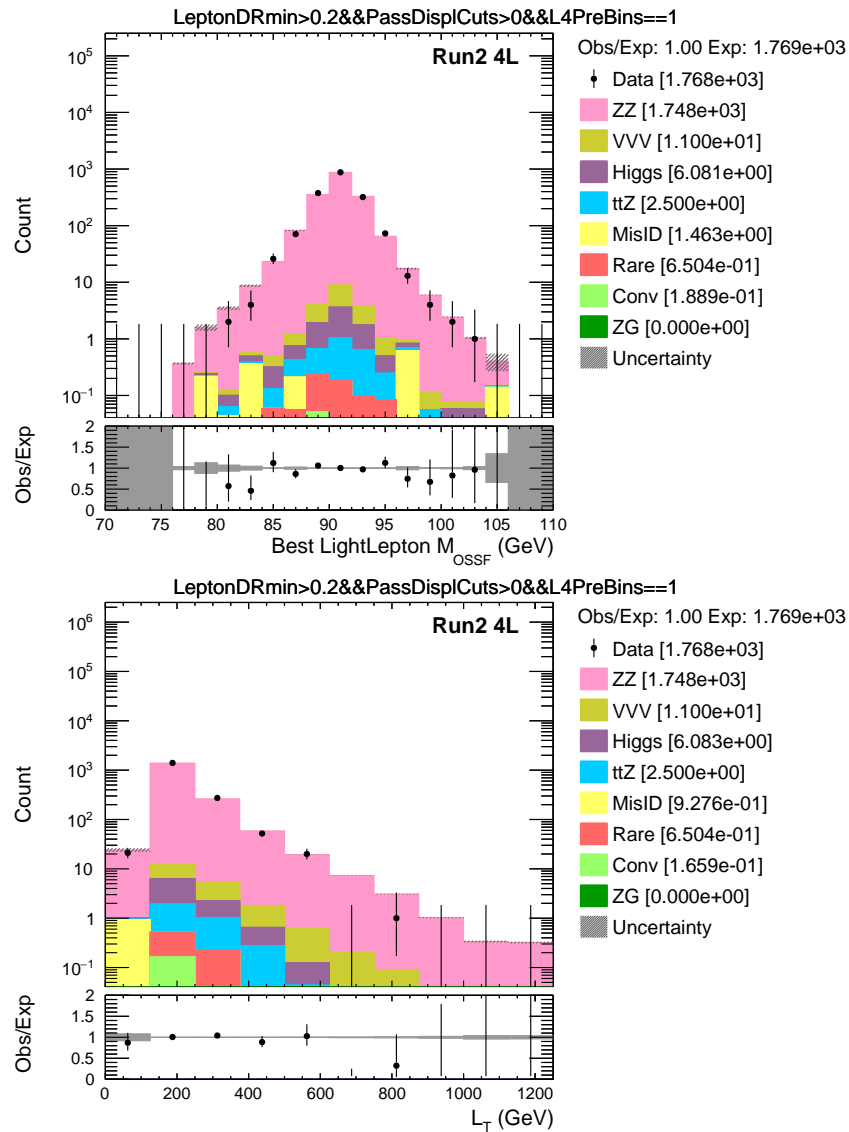 LeptonDRmin>0.2&&PassDisplCuts>0&&L4PreBins==1
Run2 4L
Obs/Exp: 1.00 Exp: 1.769e+03
Data [1.768e+03]
ZZ [1.748e+03]
VVV [1.100e+01]
Higgs [6.081e+00]
ttZ [2.500e+00]
MisID [1.463e+00]
Rare [6.504e-01]
Conv [1.889e-01]
ZG [0.000e+00]
Uncertainty
Count
10^5
10^4
10^3
10^2
10
1
10^−1
Obs/Exp
2
1.5
1
0.5
0
70 75 80 85 90 95 100 105 110
Best LightLepton M_OSSF (GeV)
LeptonDRmin>0.2&&PassDisplCuts>0&&L4PreBins==1
Run2 4L
Obs/Exp: 1.00 Exp: 1.769e+03
Data [1.768e+03]
ZZ [1.748e+03]
VVV [1.100e+01]
Higgs [6.083e+00]
ttZ [2.500e+00]
MisID [9.276e-01]
Rare [6.504e-01]
Conv [1.659e-01]
ZG [0.000e+00]
Uncertainty
Count
10^6
10^5
10^4
10^3
10^2
10
1
10^−1
Obs/Exp
2
1.5
1
0.5
0
0 200 400 600 800 1000 1200
L_T (GeV)